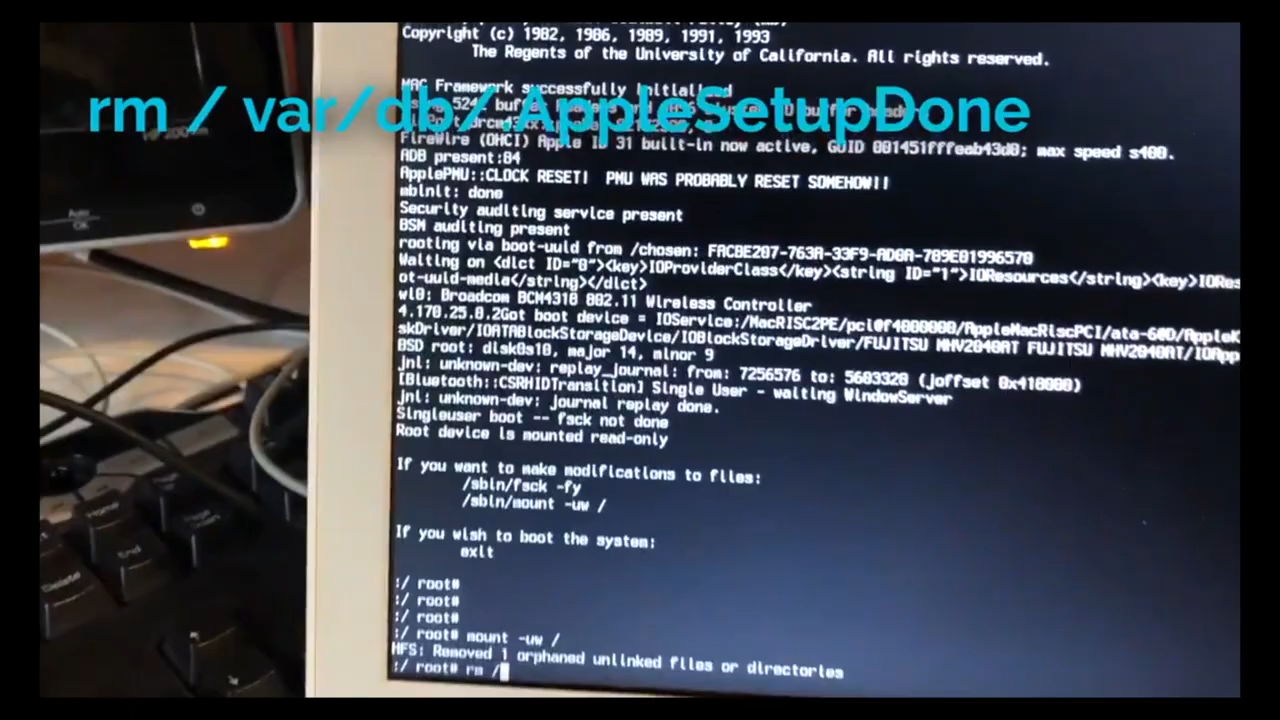 Copyright (c) 1982, 1986, 1989, 1991, 1993
The Regents of the University of California. All rights reserved.
MAC Framework successfully initialized
rm / var/db/ AppleSetupDone
FireWire (OHCI) Apple ID 31 built-in now active, GUID 001451fffeab43d8; max speed s400.
ADB present:84
ApplePMU::CLOCK RESET! PMU WAS PROBABLY RESET SOMEHOW!!
mbinit: done
Security auditing service present
BSM auditing present
rooting via boot-uuid from /chosen: FACBE207-763A-33F9-AD0A-789E01996570
Waiting on <dict ID="0"><key>IOProviderClass</key><string ID="1">IOResources</string><key>IORes
ot-uuid-media</string></dict>
wl0: Broadcom BCM4318 802.11 Wireless Controller
4.170.25.8.2Got boot device = IOService:/MacRISC2PE/pci@f4000000/AppleMacRiscPCI/ata-6@D/AppleK
skDriver/IOATABlockStorageDevice/IOBlockStorageDriver/FUJITSU MHV2040AT FUJITSU MHV2040AT/IOApp
BSD root: disk0s10, major 14, minor 9
jnl: unknown-dev: replay_journal: from: 7256576 to: 5603328 (joffset 0x418000)
[Bluetooth::CSRHIDTransition] Single User - waiting WindowServer
jnl: unknown-dev: journal replay done.
Singleuser boot -- fsck not done
Root device is mounted read-only
If you want to make modifications to files:
/sbin/fsck -fy
/sbin/mount -uw /
If you wish to boot the system:
exit
:/ root#
:/ root#
:/ root#
:/ root# mount -uw /
HFS: Removed 1 orphaned unlinked files or directories
:/ root# rm /
Auto
OK
Home
End
Delete